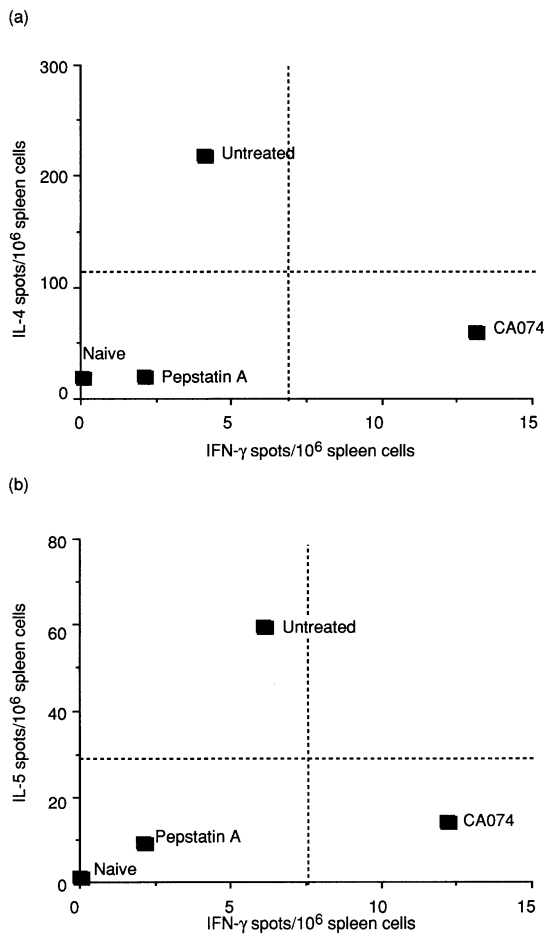 (a)
300
Untreated
200
IL-4 spots/10⁶ spleen cells
100
CA074
Naive
Pepstatin A
0
0 5 10 15
IFN-γ spots/10⁶ spleen cells
(b)
80
60
Untreated
IL-5 spots/10⁶ spleen cells
40
20
CA074
Pepstatin A
Naive
0
0 5 10 15
IFN-γ spots/10⁶ spleen cells